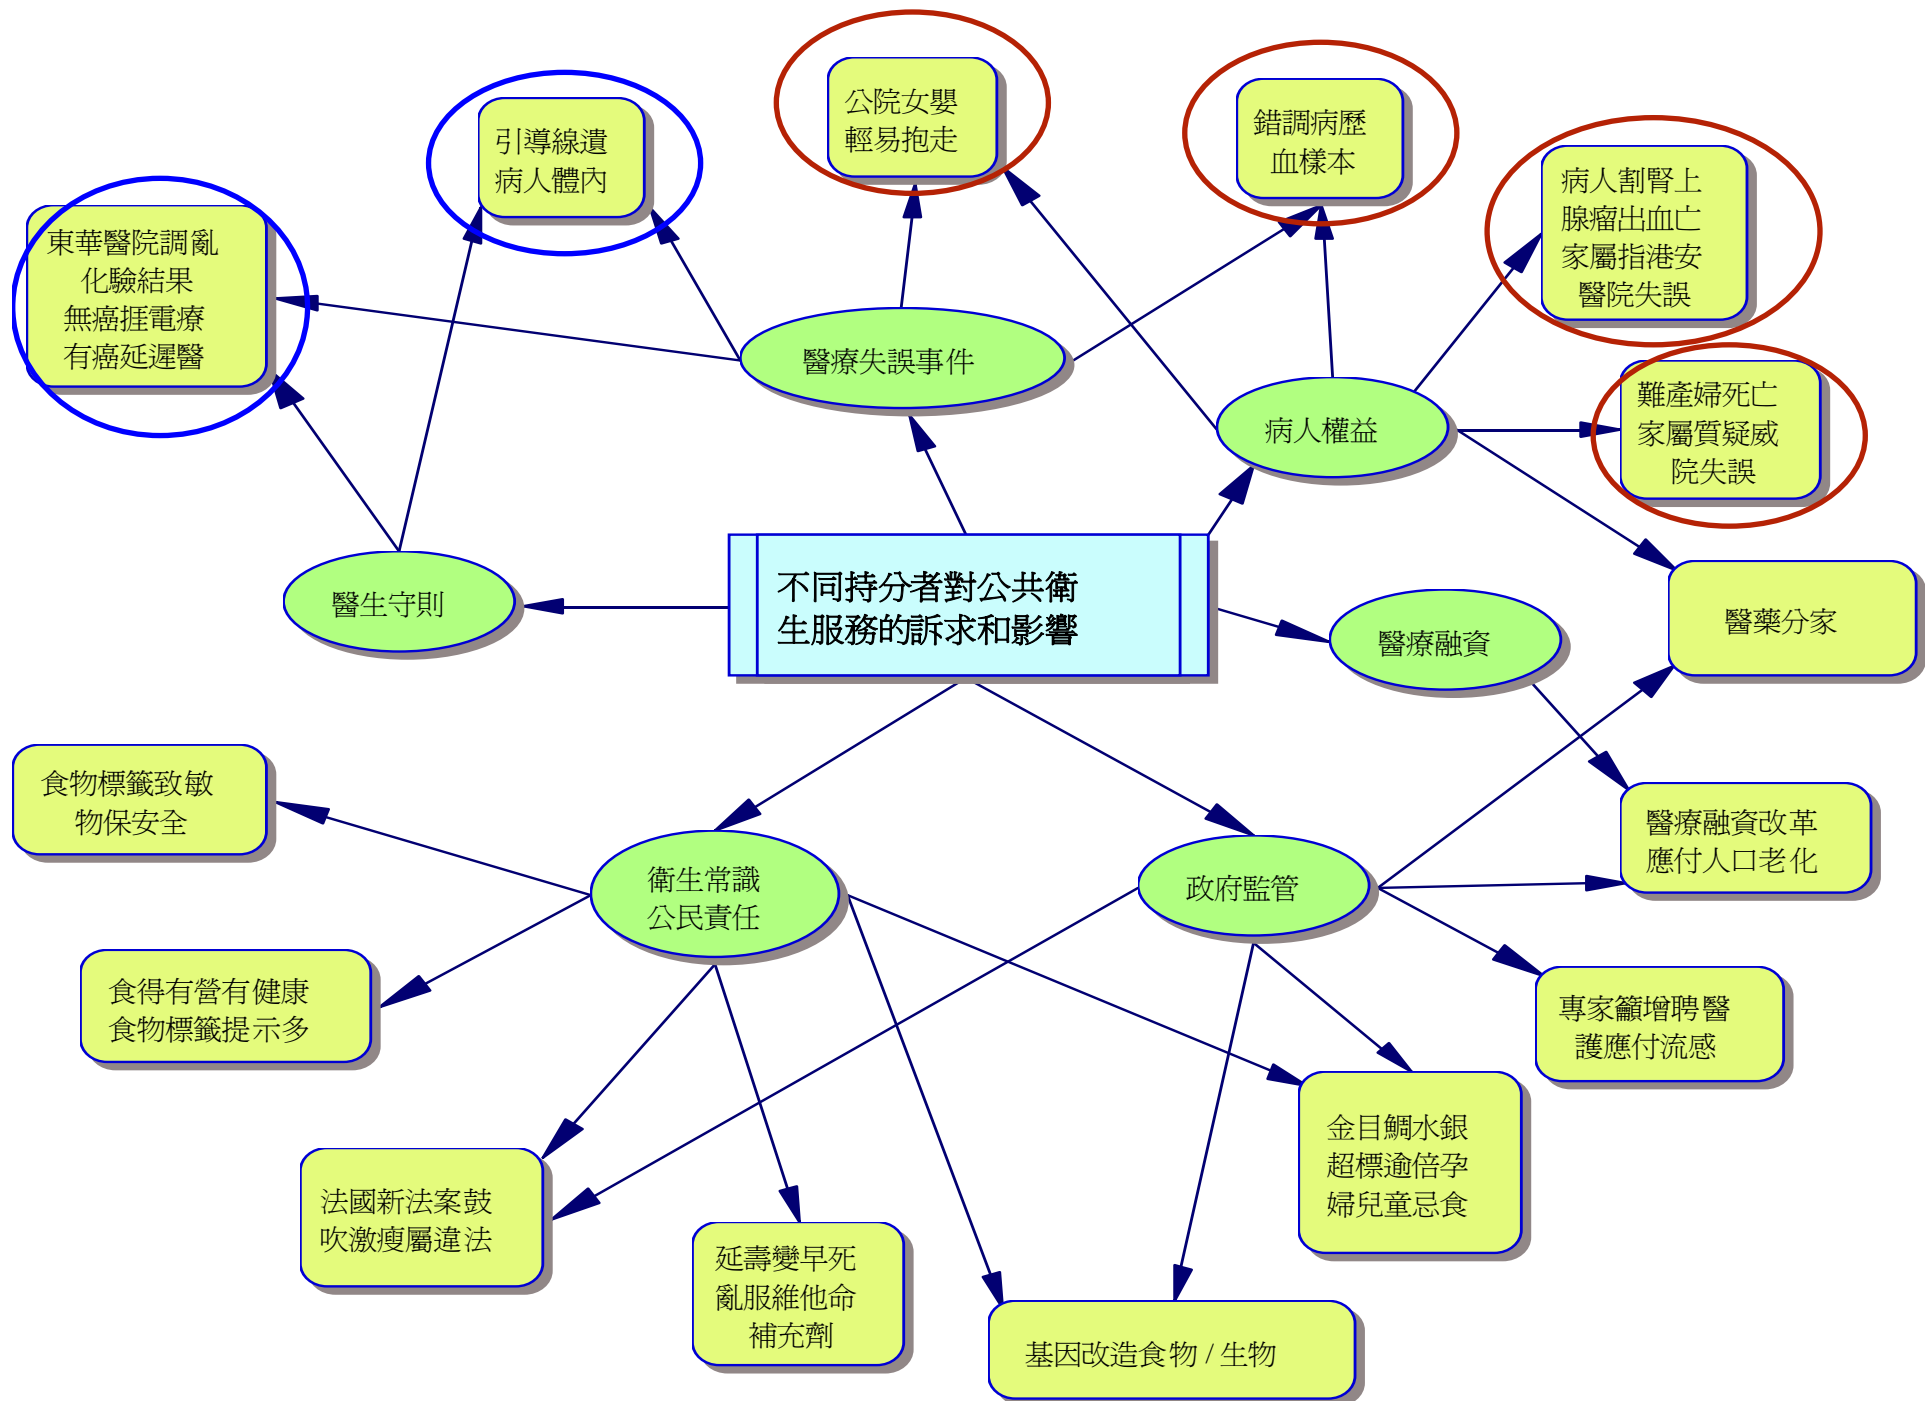 公院女嬰
輕易抱走
錯調病歷
血樣本
引導線遺
病人體內
病人割腎上
腺瘤出血亡
家屬指港安
醫院失誤
東華醫院調亂
化驗結果
無癌捱電療
有癌延遲醫
醫療失誤事件
病人權益
難產婦死亡
家屬質疑威
院失誤
醫生守則
不同持分者對公共衛
生服務的訴求和影響
醫療融資
醫藥分家
食物標籤致敏
物保安全
衛生常識
公民責任
政府監管
醫療融資改革
應付人口老化
食得有營有健康
食物標籤提示多
專家籲增聘醫
護應付流感
金目鯛水銀
超標逾倍孕
婦兒童忌食
法國新法案鼓
吹激瘦屬違法
延壽變早死
亂服維他命
補充劑
基因改造食物 / 生物